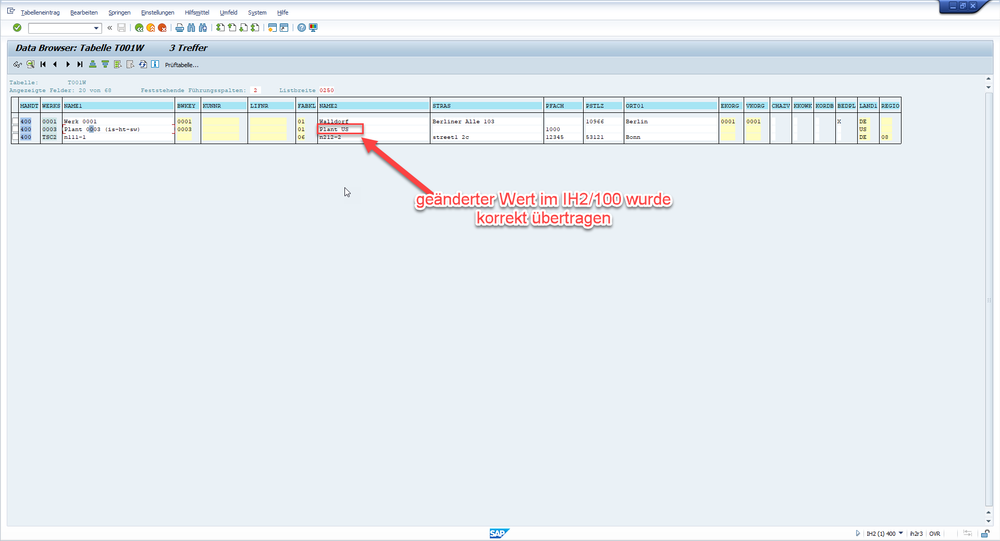 Tabelleneintrag Bearbeiten Springen Einstellungen Hilfsmittel Umfeld System Hilfe
Data Browser: Tabelle T001W 3 Treffer
Prüftabelle...
Tabelle: T001W
Angezeigte Felder: 20 von 68 Feststehende Führungsspalten: 2 Listbreite 0250
MANDT WERKS NAME1 BWKEY KUNNR LIFNR FABKL NAME2 STRAS PFACH PSTLZ ORT01 EKORG VKORG CHAZV KKOWK KORDB BEDPL LAND1 REGIO
400 0001 Werk 0001 0001 01 Walldorf Berliner Alle 103 10966 Berlin 0001 0001 X DE
400 0003 Plant 0003 (is-ht-sw) 0003 01 Plant US 1000 US
400 TSC2 n111-1 06 n212-2 street1 2c 12345 53121 Bonn DE 08
geänderter Wert im IH2/100 wurde
korrekt übertragen
SAP IH2 (1) 400 ih2r3 OVR